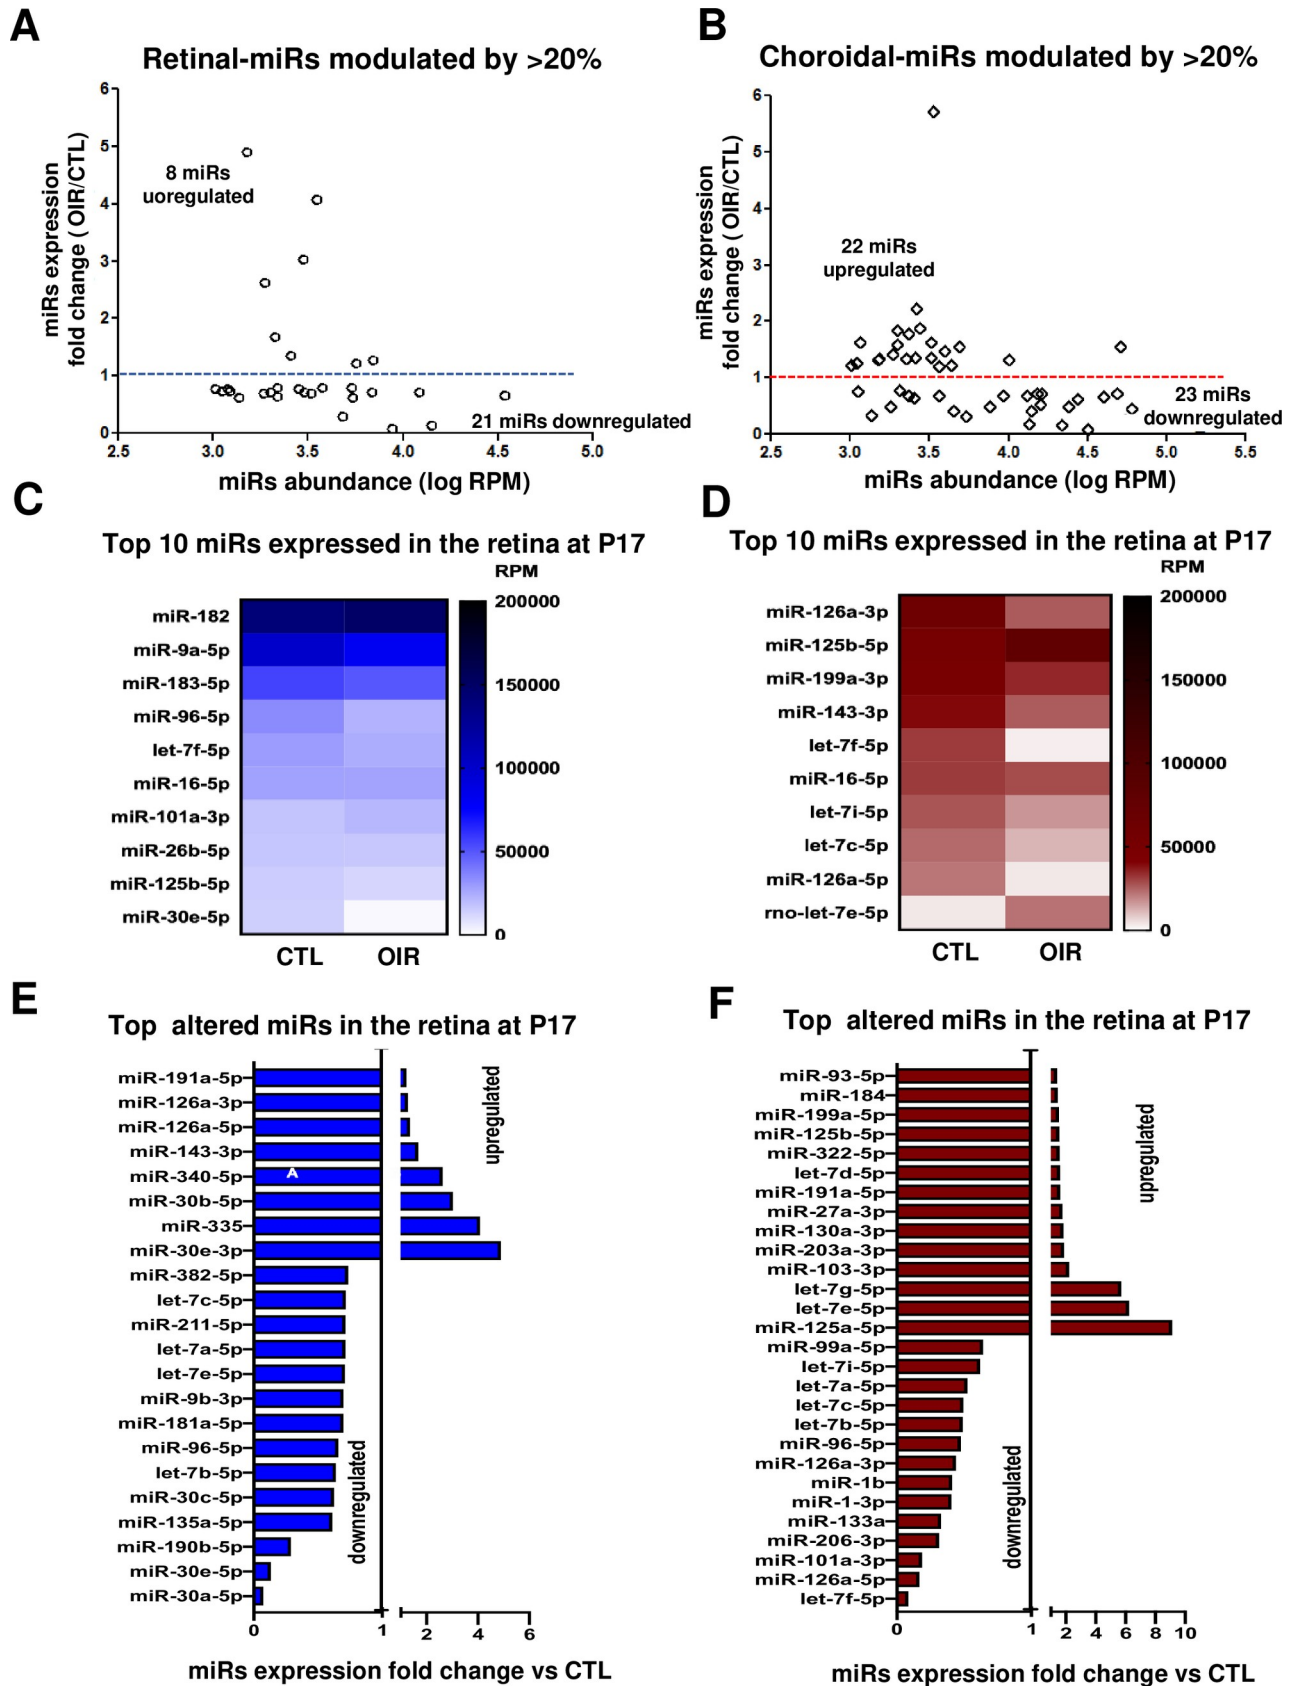 A
Retinal-miRs modulated by >20%
miRs expression
fold change ( OIR/CTL)
6
5
4
3
2
1
0
8 miRs
uoregulated
21 miRs downregulated
2.5 3.0 3.5 4.0 4.5 5.0
miRs abundance (log RPM)
B
Choroidal-miRs modulated by >20%
miRs expression
fold change ( OIR/CTL)
6
5
4
3
2
1
0
22 miRs
upregulated
23 miRs
downregulated
2.5 3.0 3.5 4.0 4.5 5.0 5.5
miRs abundance (log RPM)
C
Top 10 miRs expressed in the retina at P17
RPM
miR-182
miR-9a-5p
miR-183-5p
miR-96-5p
let-7f-5p
miR-16-5p
miR-101a-3p
miR-26b-5p
miR-125b-5p
miR-30e-5p
200000
150000
100000
50000
0
CTL OIR
D
Top 10 miRs expressed in the retina at P17
RPM
miR-126a-3p
miR-125b-5p
miR-199a-3p
miR-143-3p
let-7f-5p
miR-16-5p
let-7i-5p
let-7c-5p
miR-126a-5p
rno-let-7e-5p
200000
150000
100000
50000
0
CTL OIR
E
Top altered miRs in the retina at P17
miR-191a-5p
miR-126a-3p
miR-126a-5p
miR-143-3p
miR-340-5p
A
miR-30b-5p
miR-335
miR-30e-3p
miR-382-5p
let-7c-5p
miR-211-5p
let-7a-5p
let-7e-5p
miR-9b-3p
miR-181a-5p
miR-96-5p
let-7b-5p
miR-30c-5p
miR-135a-5p
miR-190b-5p
miR-30e-5p
miR-30a-5p
upregulated
downregulated
0 1 2 4 6
miRs expression fold change vs CTL
F
Top altered miRs in the retina at P17
miR-93-5p
miR-184
miR-199a-5p
miR-125b-5p
miR-322-5p
let-7d-5p
miR-191a-5p
miR-27a-3p
miR-130a-3p
miR-203a-3p
miR-103-3p
let-7g-5p
let-7e-5p
miR-125a-5p
miR-99a-5p
let-7i-5p
let-7a-5p
let-7c-5p
let-7b-5p
miR-96-5p
miR-126a-3p
miR-1b
miR-1-3p
miR-133a
miR-206-3p
miR-101a-3p
miR-126a-5p
let-7f-5p
upregulated
downregulated
0 1 2 4 6 8 10
miRs expression fold change vs CTL